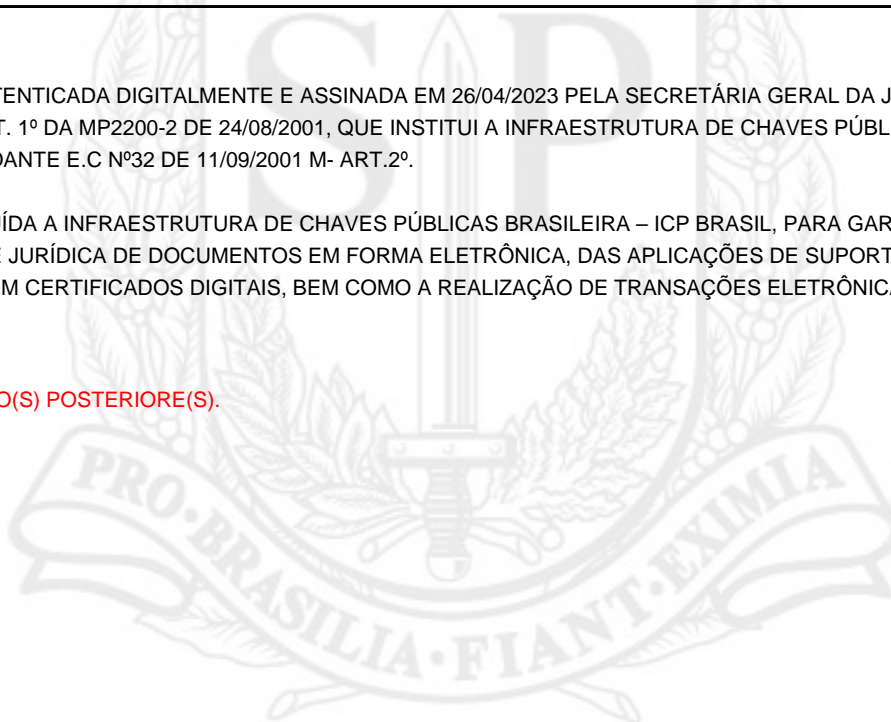 TENTICADA DIGITALMENTE E ASSINADA EM 26/04/2023 PELA SECRETÁRIA GERAL DA J
T. 1º DA MP2200-2 DE 24/08/2001, QUE INSTITUI A INFRAESTRUTURA DE CHAVES PÚBL
DANTE E.C Nº32 DE 11/09/2001 M- ART.2º.
ÍDA A INFRAESTRUTURA DE CHAVES PÚBLICAS BRASILEIRA – ICP BRASIL, PARA GAR
E JURÍDICA DE DOCUMENTOS EM FORMA ELETRÔNICA, DAS APLICAÇÕES DE SUPORT
M CERTIFICADOS DIGITAIS, BEM COMO A REALIZAÇÃO DE TRANSAÇÕES ELETRÔNICA
O(S) POSTERIORE(S).
SP
PRO·BRASILIA·FIANT·EXIMIA